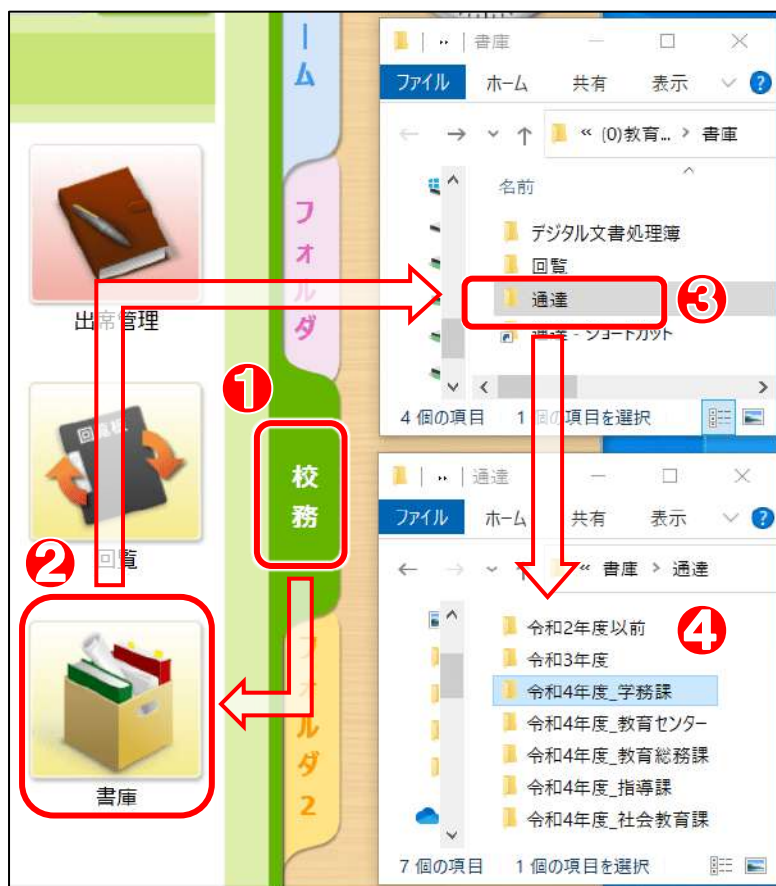 ーム
フォルダ
校務
フォルダ2
出席管理
回覧板
回覧
書庫
❶
❷
書庫
ファイル ホーム 共有 表示
« (0)教育... › 書庫
名前
デジタル文書処理簿
回覧
通達
❸
通達 - ショートカット
4 個の項目 1 個の項目を選択
通達
ファイル ホーム 共有 表示
« 書庫 › 通達
❹
令和2年度以前
令和3年度
令和4年度_学務課
令和4年度_教育センター
令和4年度_教育総務課
令和4年度_指導課
令和4年度_社会教育課
7 個の項目 1 個の項目を選択